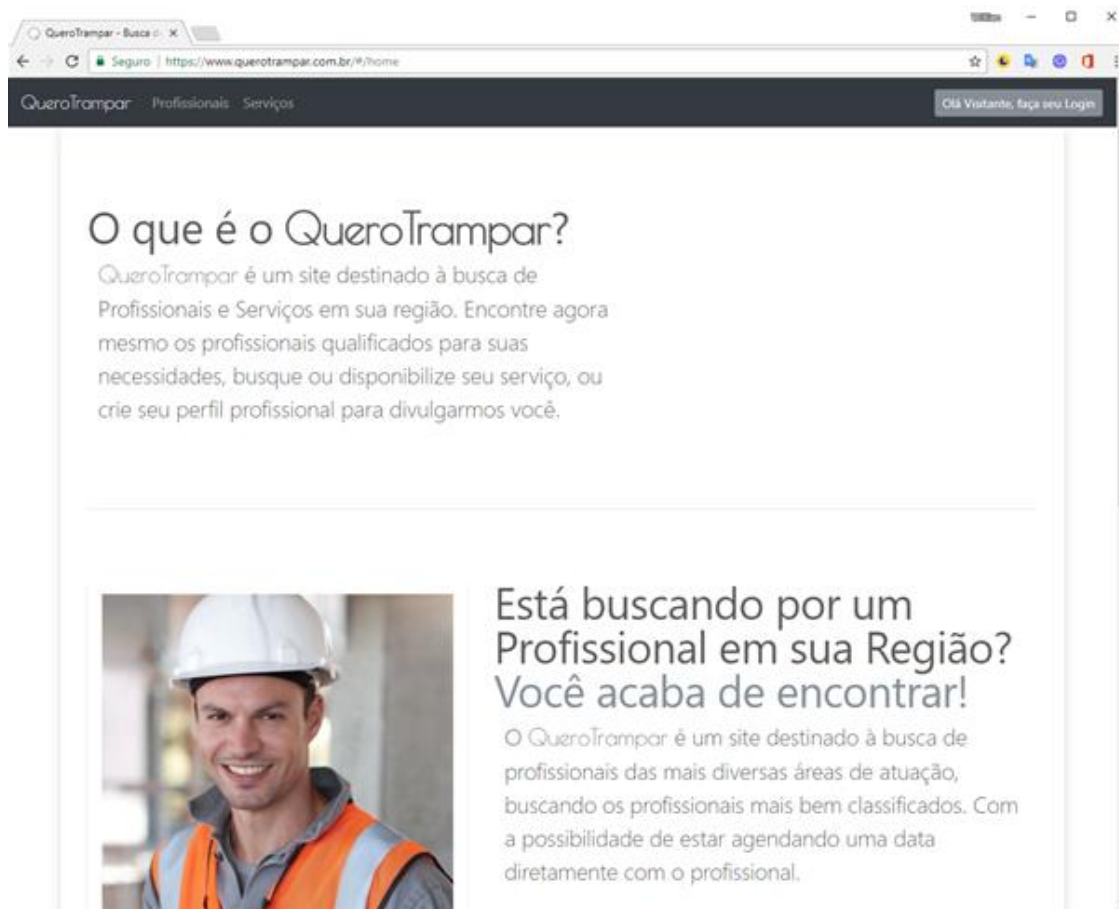 QueroTrampar - Busca d
Seguro | https://www.querotrampar.com.br/#/home
QueroTrampar Profissionais Serviços
Olá Visitante, faça seu Login
O que é o QueroTrampar?
QueroTrampar é um site destinado à busca de
Profissionais e Serviços em sua região. Encontre agora
mesmo os profissionais qualificados para suas
necessidades, busque ou disponibilize seu serviço, ou
crie seu perfil profissional para divulgarmos você.
Está buscando por um
Profissional em sua Região?
Você acaba de encontrar!
O QueroTrampar é um site destinado à busca de
profissionais das mais diversas áreas de atuação,
buscando os profissionais mais bem classificados. Com
a possibilidade de estar agendando uma data
diretamente com o profissional.